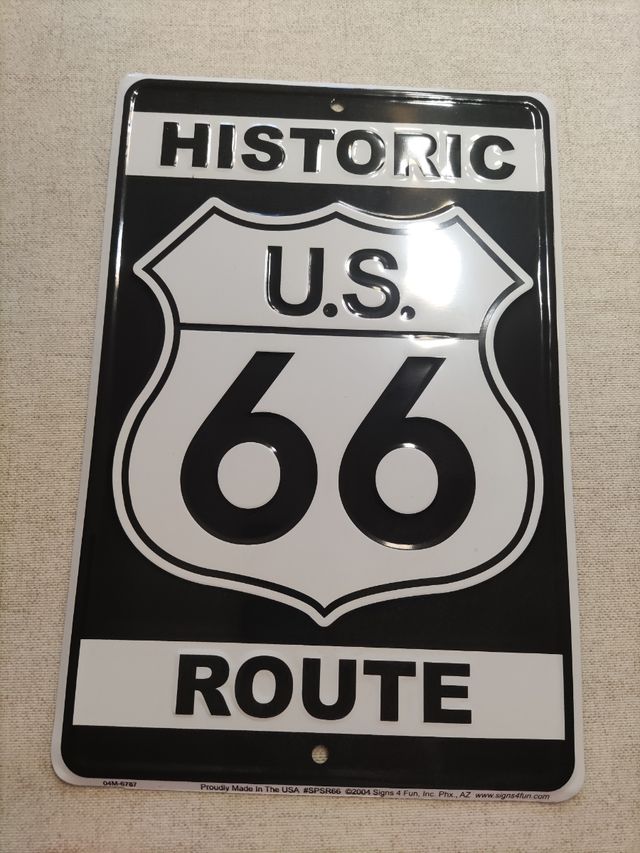 HISTORIC
U.S.
66
ROUTE
04M-6787 Proudly Made In The USA #SPSR66 ©2004 Signs 4 Fun, Inc. Phx., AZ www.signs4fun.com